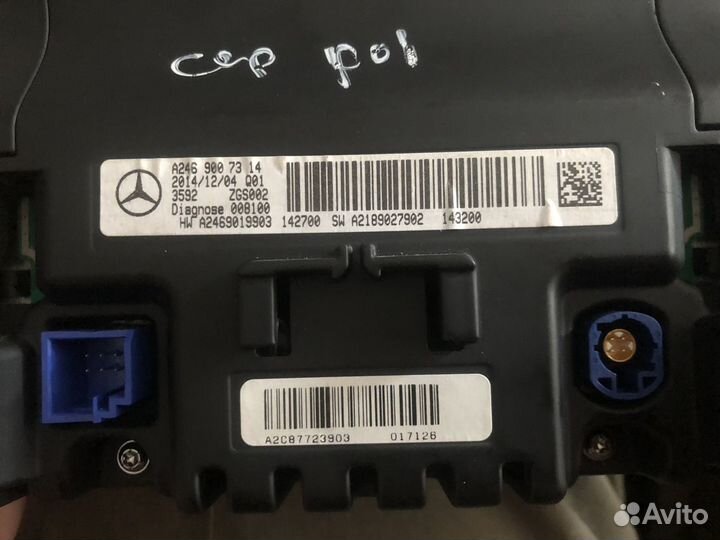 A246 900 73 14
2014/12/04 Q01
3592 ZGS002
Diagnose 008100
HW A2469019903 142700 SW A2189027902 143200
A2C87723903 017126
Avito